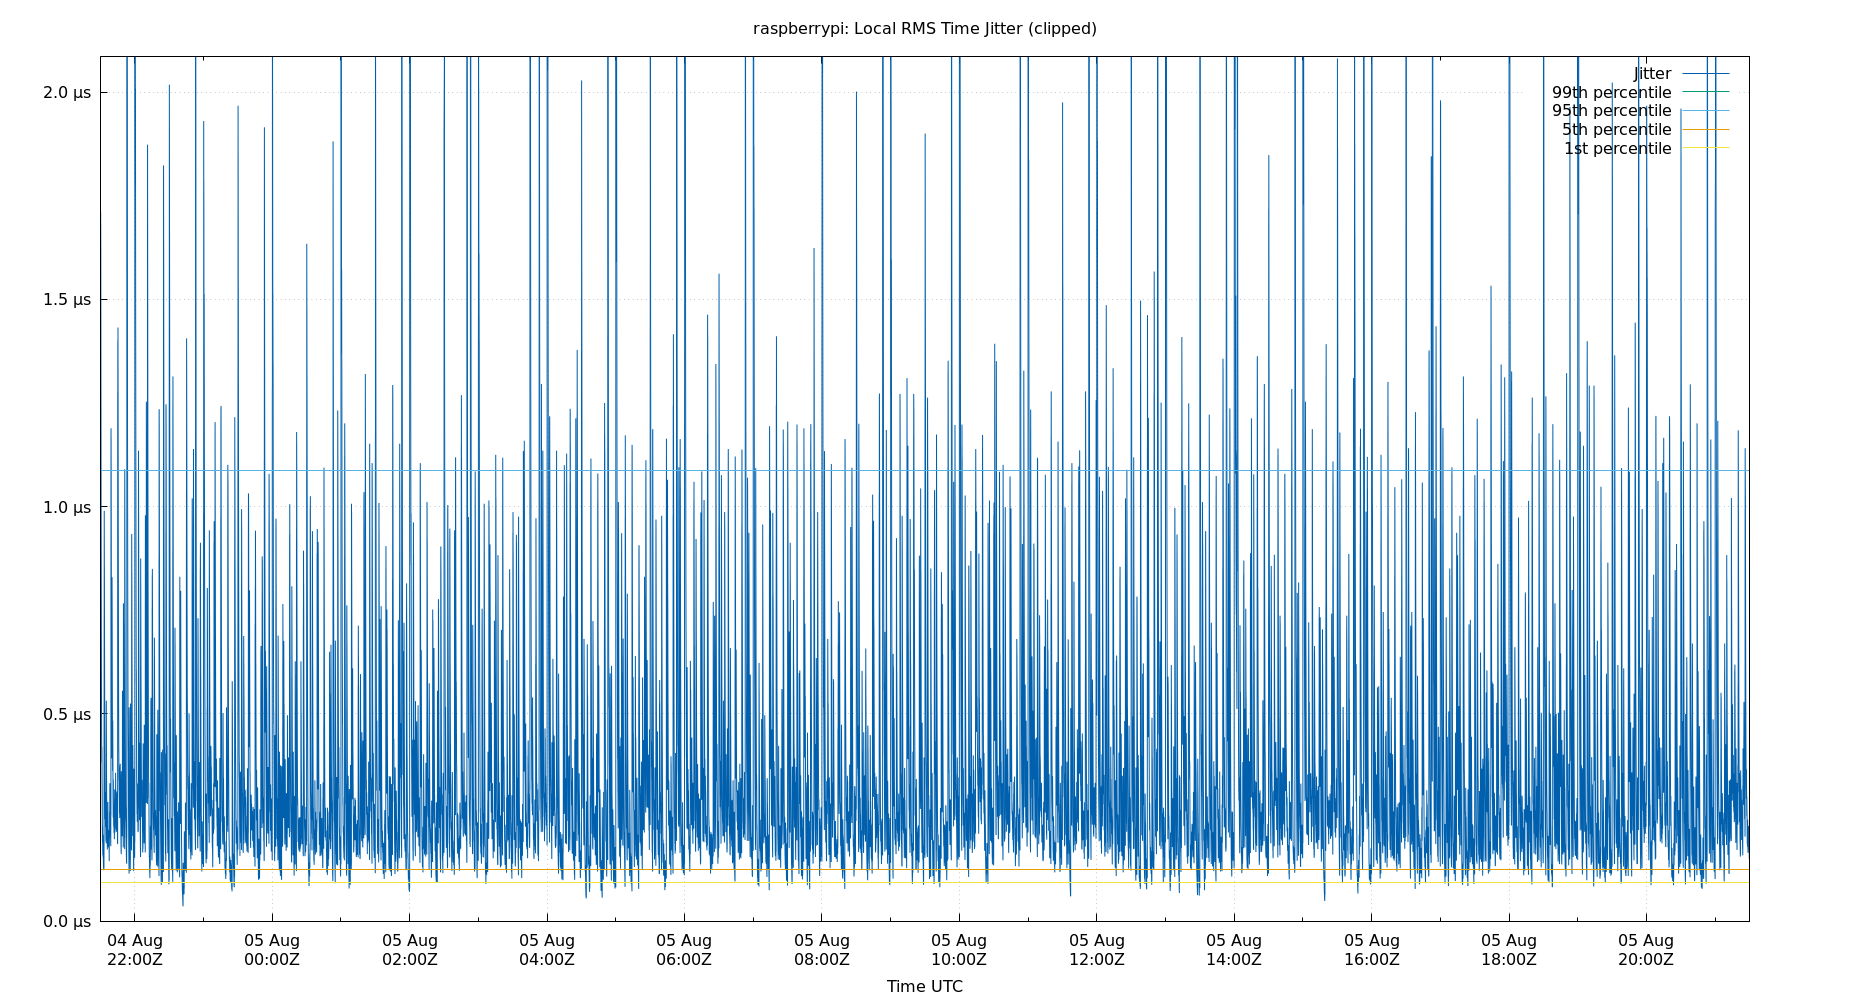 raspberrypi: Local RMS Time Jitter (clipped)
Jitter
99th percentile
95th percentile
5th percentile
1st percentile
2.0 µs
1.5 µs
1.0 µs
0.5 µs
0.0 µs
04 Aug 05 Aug 05 Aug 05 Aug 05 Aug 05 Aug 05 Aug 05 Aug 05 Aug 05 Aug 05 Aug 05 Aug
22:00Z 00:00Z 02:00Z 04:00Z 06:00Z 08:00Z 10:00Z 12:00Z 14:00Z 16:00Z 18:00Z 20:00Z
Time UTC